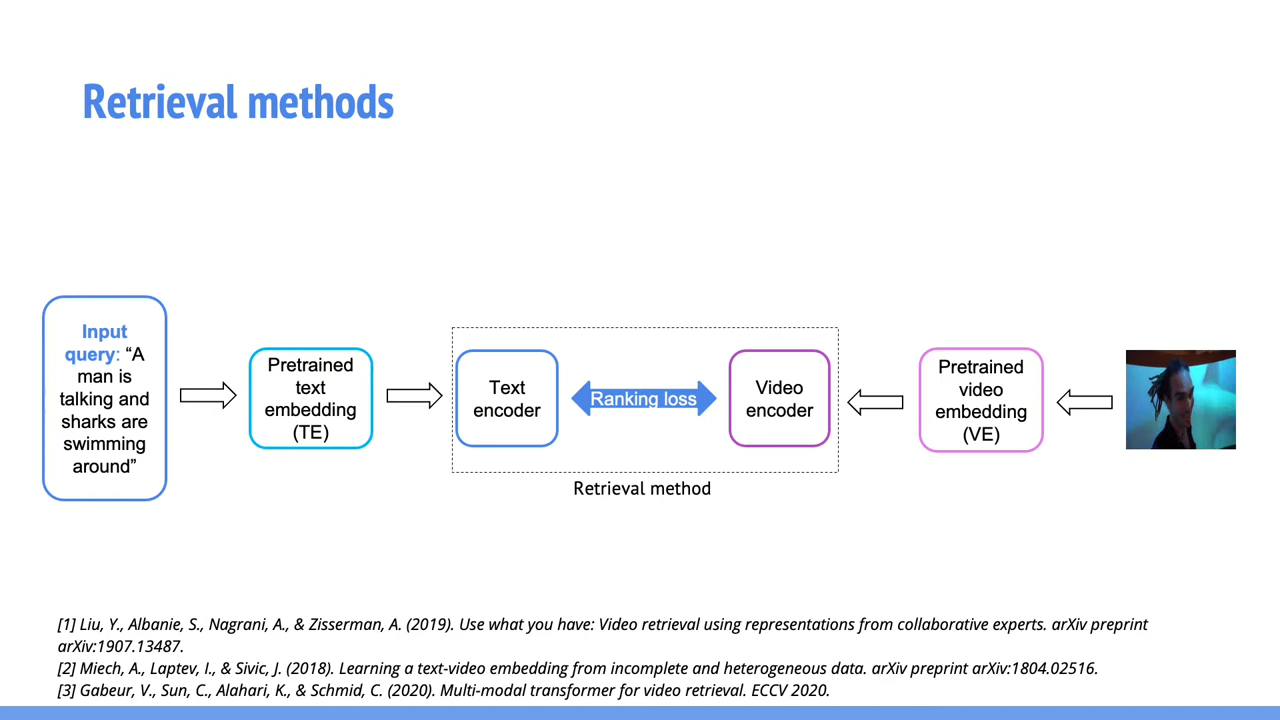 Retrieval methods
Input
query: “A
man is
talking and
sharks are
swimming
around”
Pretrained
text
embedding
(TE)
Text
encoder
Ranking loss
Video
encoder
Pretrained
video
embedding
(VE)
Retrieval method
[1] Liu, Y., Albanie, S., Nagrani, A., & Zisserman, A. (2019). Use what you have: Video retrieval using representations from collaborative experts. arXiv preprint
arXiv:1907.13487.
[2] Miech, A., Laptev, I., & Sivic, J. (2018). Learning a text-video embedding from incomplete and heterogeneous data. arXiv preprint arXiv:1804.02516.
[3] Gabeur, V., Sun, C., Alahari, K., & Schmid, C. (2020). Multi-modal transformer for video retrieval. ECCV 2020.